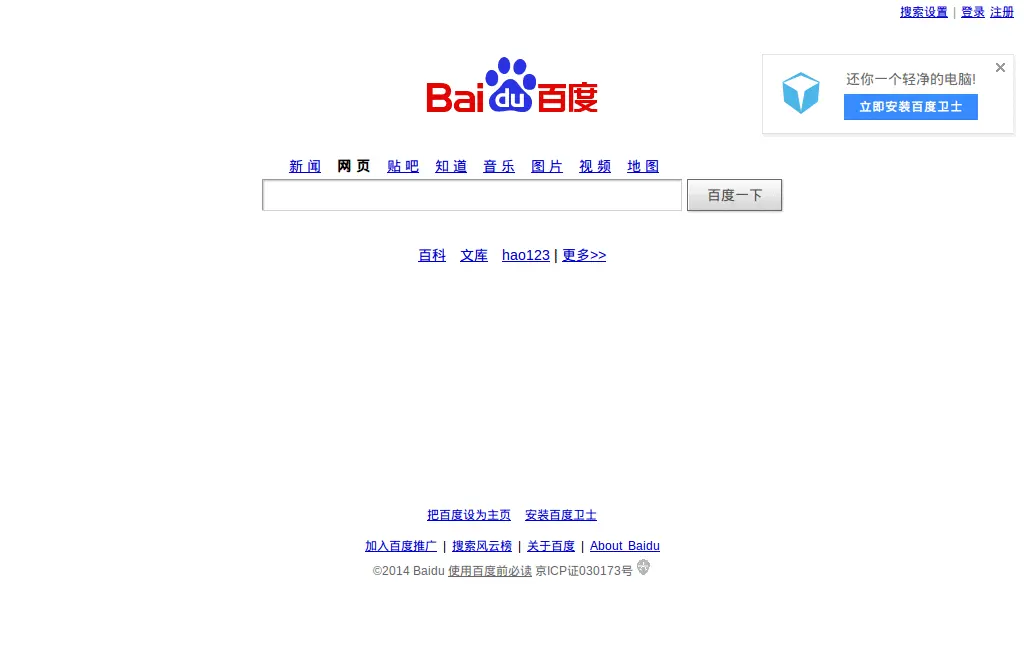 搜索设置 | 登录 注册
Baidu百度
还你一个轻净的电脑!
立即安装百度卫士
新 闻 网 页 贴 吧 知 道 音 乐 图 片 视 频 地 图
百度一下
百科 文库 hao123 | 更多>>
把百度设为主页 安装百度卫士
加入百度推广 | 搜索风云榜 | 关于百度 | About Baidu
©2014 Baidu 使用百度前必读 京ICP证030173号